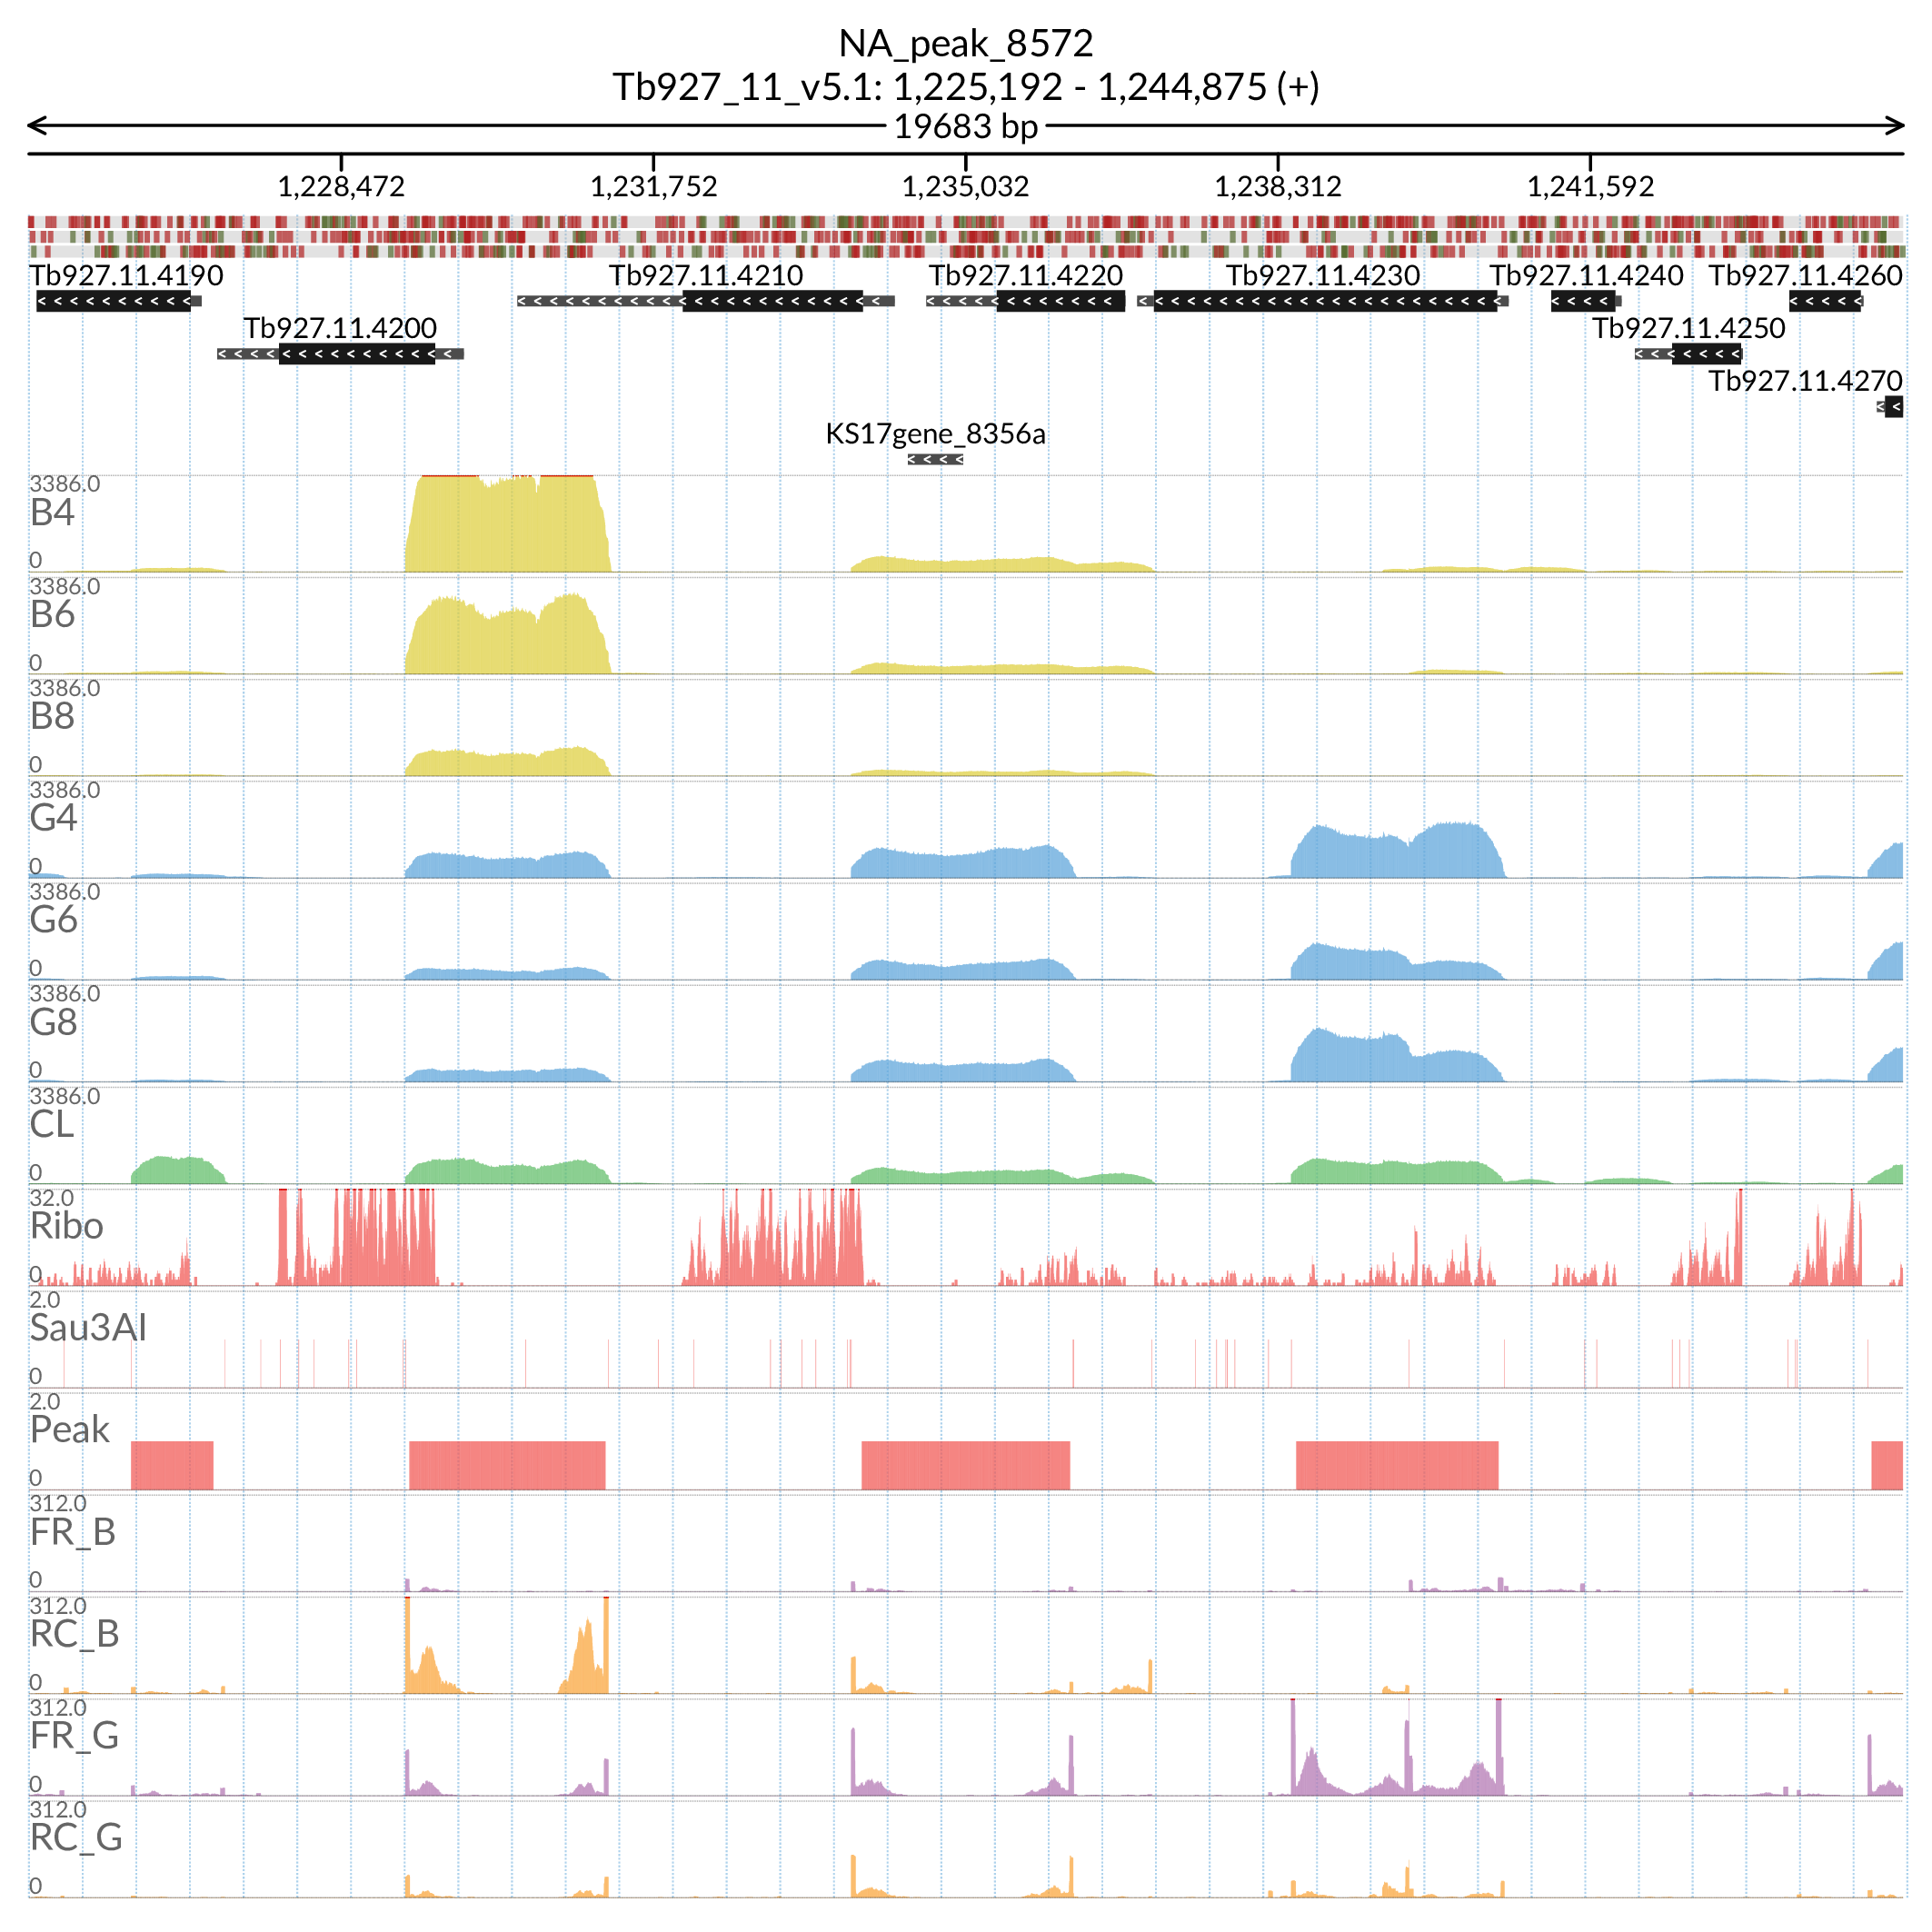 NA_peak_8572
Tb927_11_v5.1: 1,225,192 - 1,244,875 (+)
19683 bp
1,228,472 1,231,752 1,235,032 1,238,312 1,241,592
Tb927.11.4190 Tb927.11.4210 Tb927.11.4220 Tb927.11.4230 Tb927.11.4240 Tb927.11.4260
Tb927.11.4200 Tb927.11.4250
Tb927.11.4270
KS17gene_8356a
3386.0
B4
0
3386.0
B6
0
3386.0
B8
0
3386.0
G4
0
3386.0
G6
0
3386.0
G8
0
3386.0
CL
0
32.0
Ribo
0
2.0
Sau3AI
0
2.0
Peak
0
312.0
FR_B
0
312.0
RC_B
0
312.0
FR_G
0
312.0
RC_G
0